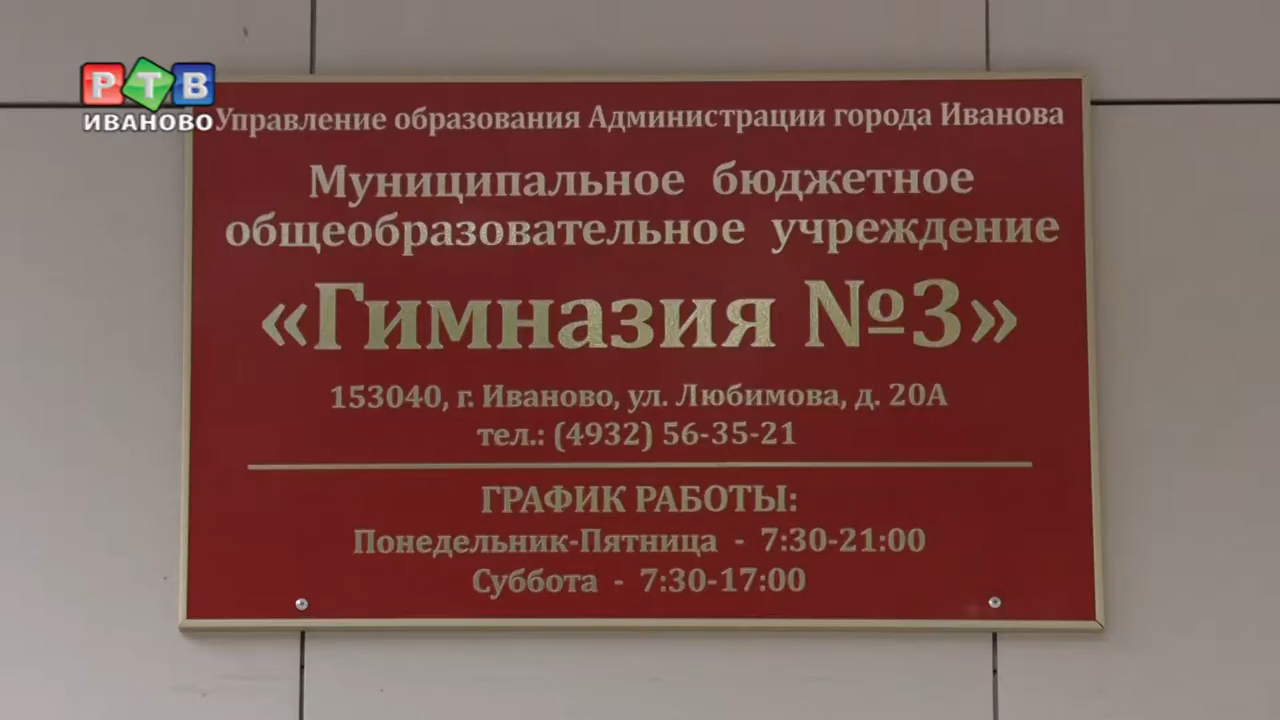 РТВ
ИВАНОВО
Управление образования Администрации города Иванова
Муниципальное бюджетное
общеобразовательное учреждение
«Гимназия №3»
153040, г. Иваново, ул. Любимова, д. 20А
тел.: (4932) 56-35-21
ГРАФИК РАБОТЫ:
Понедельник-Пятница - 7:30-21:00
Суббота - 7:30-17:00